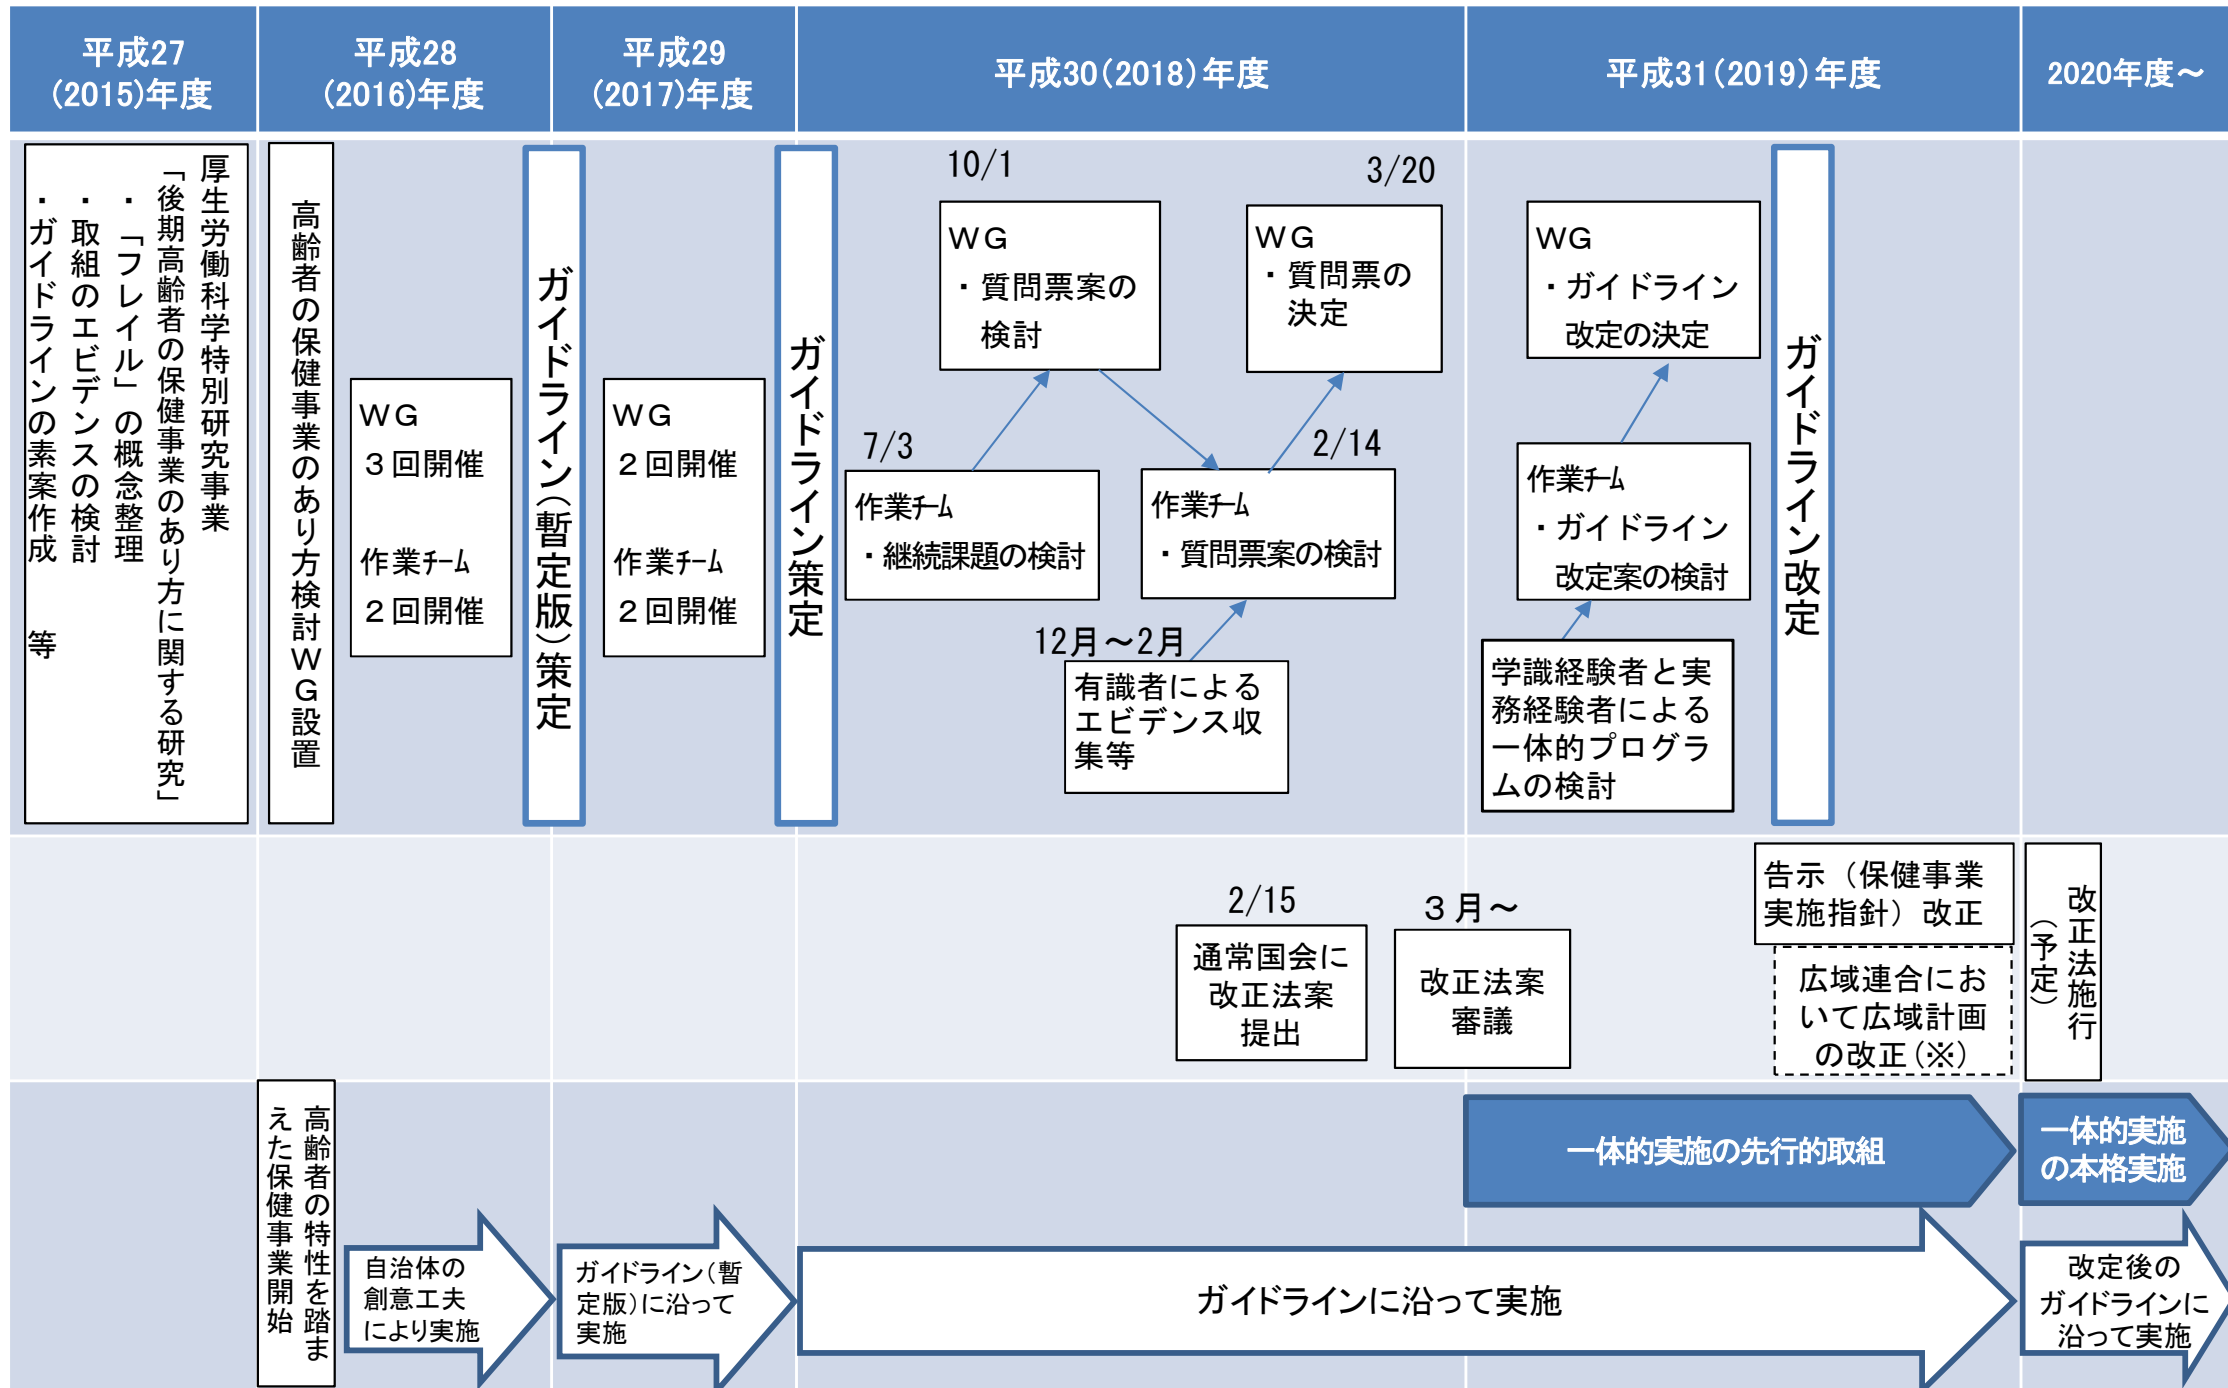 平成27
(2015)年度
平成28
(2016)年度
平成29
(2017)年度
平成30(2018)年度
平成31(2019)年度
2020年度～
厚生労働科学特別研究事業
「後期高齢者の保健事業のあり方に関する研究」
・「フレイル」の概念整理
・取組のエビデンスの検討
・ガイドラインの素案作成　等
高齢者の保健事業のあり方検討ＷＧ設置
ＷＧ
３回開催
作業ﾁｰﾑ
２回開催
ガイドライン（暫定版）策定
ＷＧ
２回開催
作業ﾁｰﾑ
２回開催
ガイドライン策定
7/3
作業ﾁｰﾑ
・継続課題の検討
10/1
ＷＧ
・質問票案の
検討
12月～2月
有識者による
エビデンス収
集等
2/14
作業ﾁｰﾑ
・質問票案の検討
3/20
ＷＧ
・質問票の
決定
学識経験者と実
務経験者による
一体的プログラ
ムの検討
作業ﾁｰﾑ
・ガイドライン
改定案の検討
WG
・ガイドライン
改定の決定
ガイドライン改定
2/15
通常国会に
改正法案
提出
３月～
改正法案
審議
告示（保健事業
実施指針）改正
広域連合にお
いて広域計画
の改正(※)
改正法施行
（予定）
高齢者の特性を踏ま
えた保健事業開始
自治体の
創意工夫
により実施
ガイドライン（暫
定版）に沿って
実施
ガイドラインに沿って実施
一体的実施の先行的取組
一体的実施
の本格実施
改定後の
ガイドラインに
沿って実施